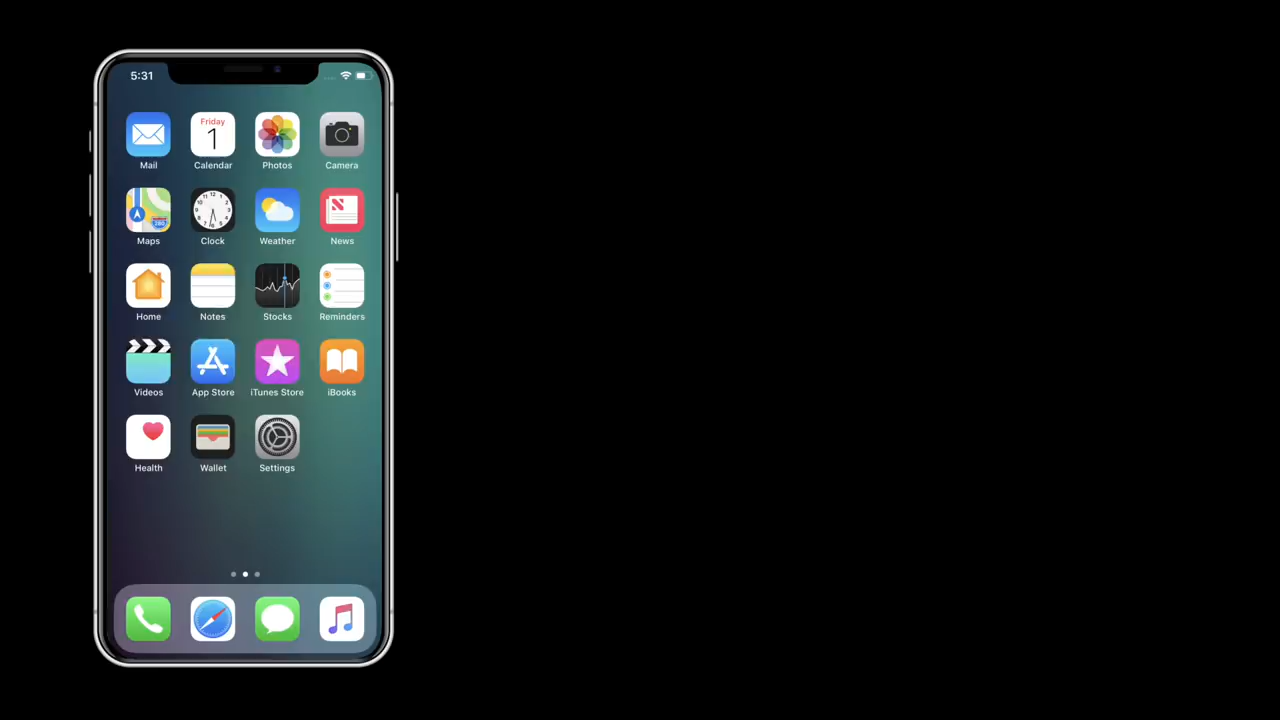 5:31
Friday
1
Mail Calendar Photos Camera
280
Maps Clock Weather News
Home Notes Stocks Reminders
Videos App Store iTunes Store iBooks
Health Wallet Settings